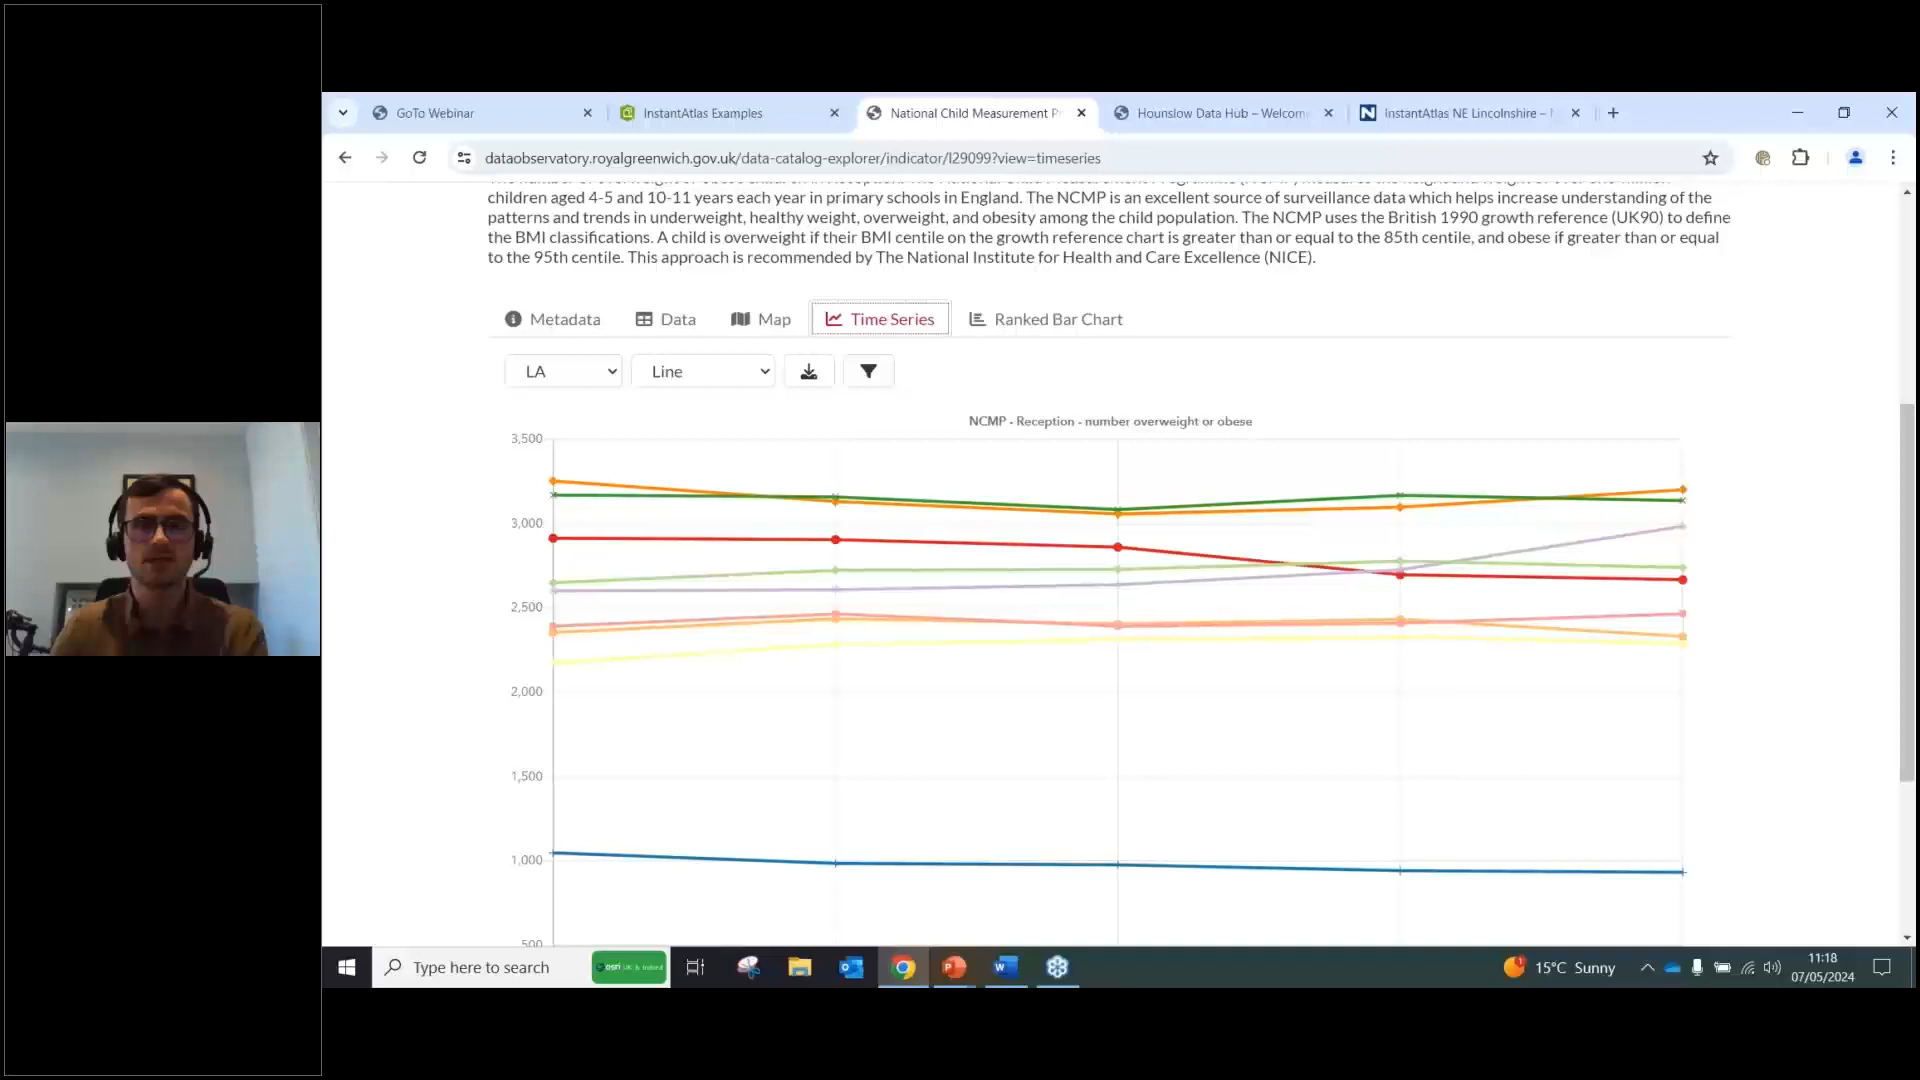 GoTo Webinar
InstantAtlas Examples
National Child Measurement P
Hounslow Data Hub – Welcom
InstantAtlas NE Lincolnshire –
dataobservatory.royalgreenwich.gov.uk/data-catalog-explorer/indicator/I29099?view=timeseries
children aged 4-5 and 10-11 years each year in primary schools in England. The NCMP is an excellent source of surveillance data which helps increase understanding of the
patterns and trends in underweight, healthy weight, overweight, and obesity among the child population. The NCMP uses the British 1990 growth reference (UK90) to define
the BMI classifications. A child is overweight if their BMI centile on the growth reference chart is greater than or equal to the 85th centile, and obese if greater than or equal
to the 95th centile. This approach is recommended by The National Institute for Health and Care Excellence (NICE).
Metadata
Data
Map
Time Series
Ranked Bar Chart
LA
Line
NCMP - Reception - number overweight or obese
3,500
3,000
2,500
2,000
1,500
1,000
500
Type here to search
esri UK & Ireland
15°C Sunny
11:18
07/05/2024